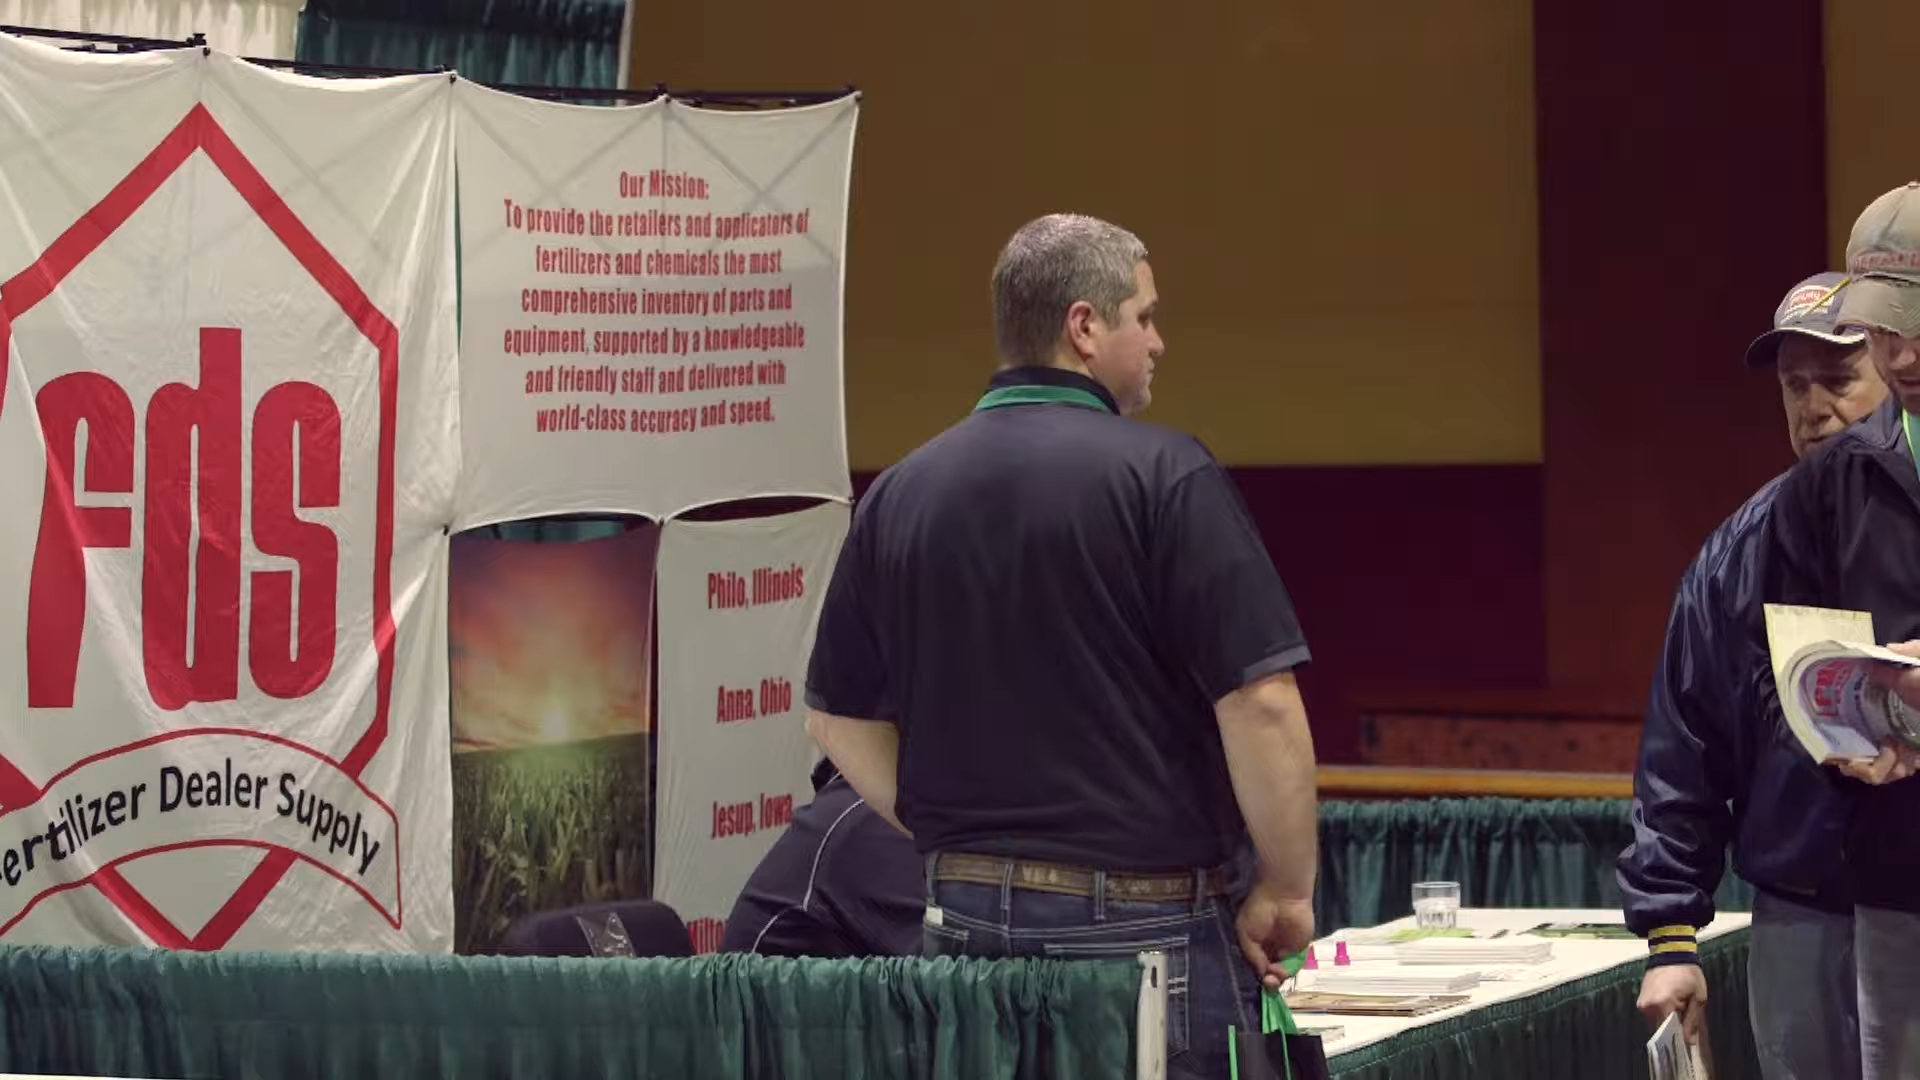 fds
Fertilizer Dealer Supply
Our Mission:
To provide the retailers and applicators of
fertilizers and chemicals the most
comprehensive inventory of parts and
equipment, supported by a knowledgeable
and friendly staff and delivered with
world-class accuracy and speed.
Philo, Illinois
Anna, Ohio
Jesup, Iowa